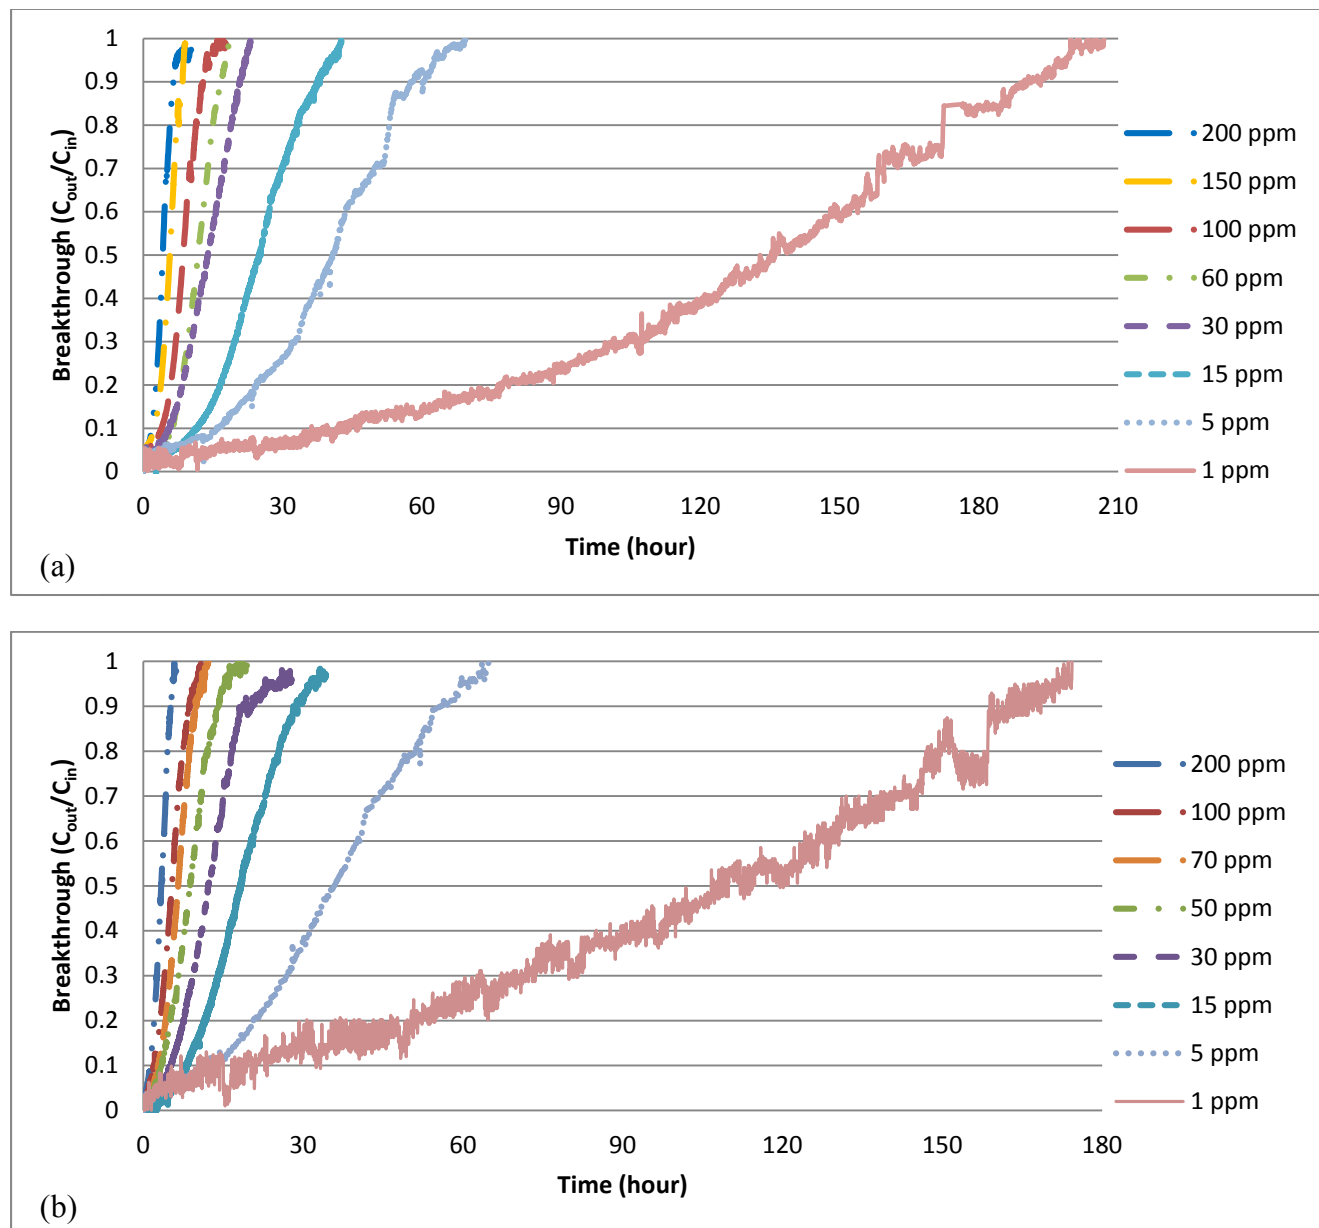 1
0.9
0.8
0.7
0.6
0.5
0.4
0.3
0.2
0.1
0
Breakthrough (Cout/Cin)
0 30 60 90 120 150 180 210
Time (hour)
200 ppm
150 ppm
100 ppm
60 ppm
30 ppm
15 ppm
5 ppm
1 ppm
(a)
1
0.9
0.8
0.7
0.6
0.5
0.4
0.3
0.2
0.1
0
Breakthrough (Cout/Cin)
0 30 60 90 120 150 180
Time (hour)
200 ppm
100 ppm
70 ppm
50 ppm
30 ppm
15 ppm
5 ppm
1 ppm
(b)